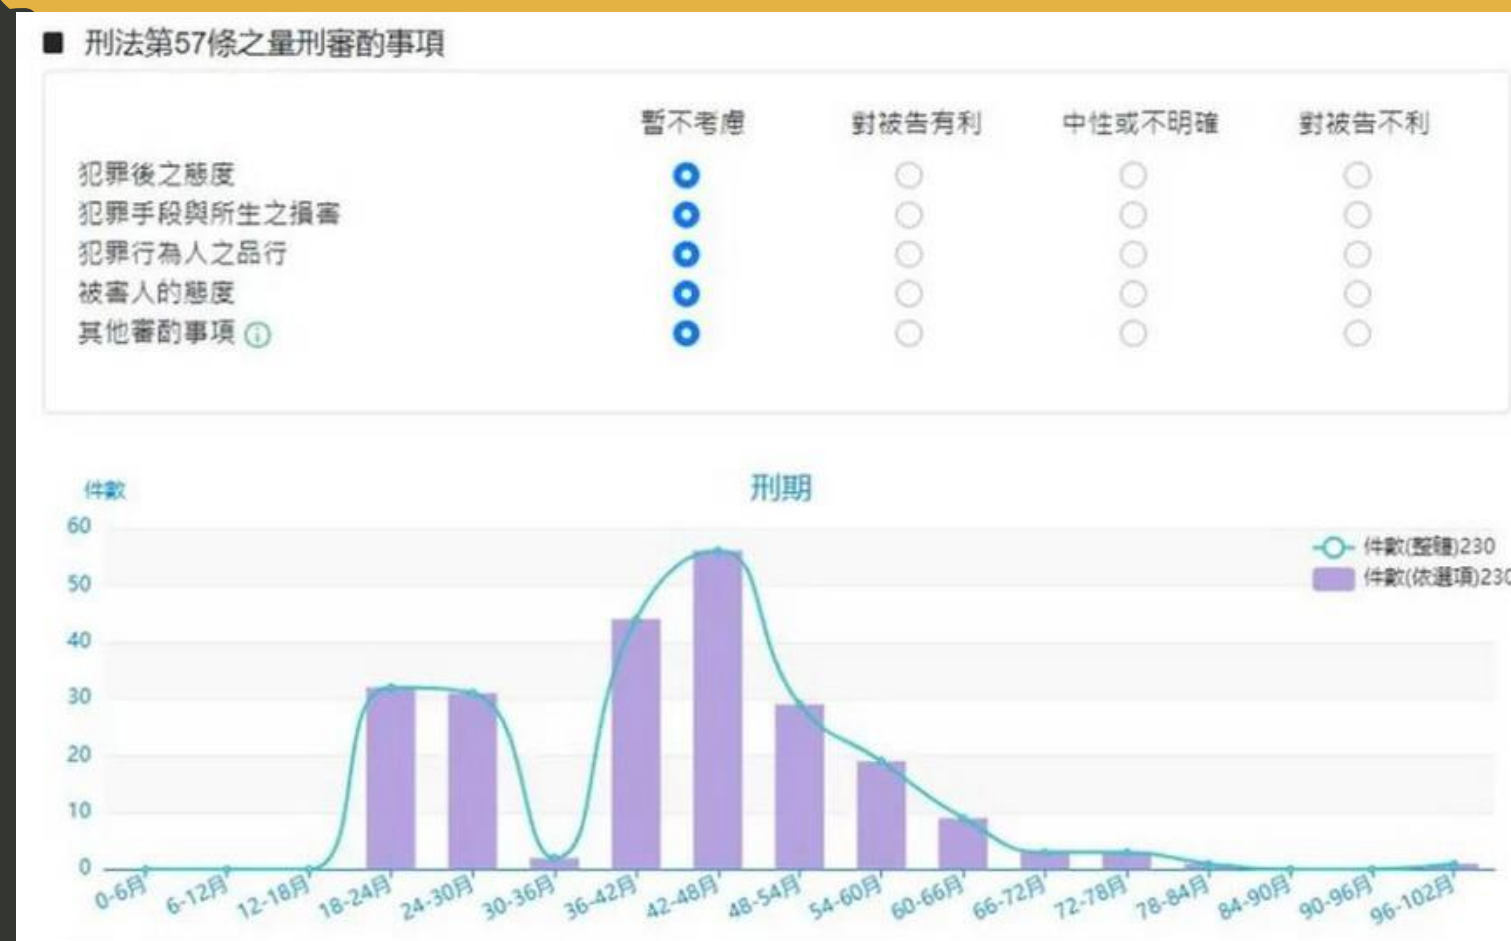 刑法第57條之量刑審酌事項
暫不考慮 對被告有利 中性或不明確 對被告不利
犯罪後之態度
犯罪手段與所生之損害
犯罪行為人之品行
被害人的態度
其他審酌事項
件數 刑期
60
件數(整體)230
件數(依選項)230
50
40
30
20
10
0
0-6月 6-12月 12-18月 18-24月 24-30月 30-36月 36-42月 42-48月 48-54月 54-60月 60-66月 66-72月 72-78月 78-84月 84-90月 90-96月 96-102月